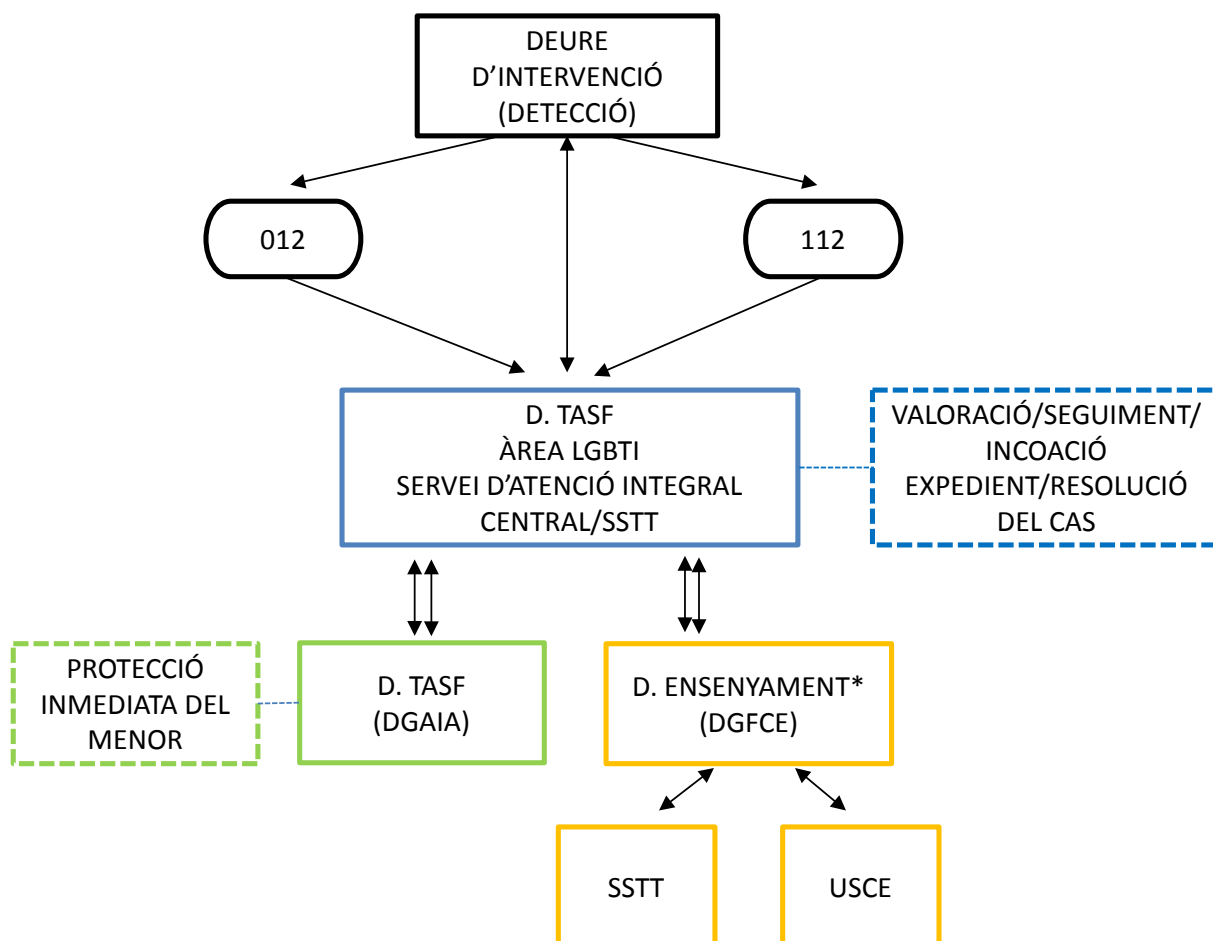 DEURE
D’INTERVENCIÓ
(DETECCIÓ)
012
112
D. TASF
ÀREA LGBTI
SERVEI D’ATENCIÓ INTEGRAL
CENTRAL/SSTT
VALORACIÓ/SEGUIMENT/
INCOACIÓ
EXPEDIENT/RESOLUCIÓ
DEL CAS
PROTECCIÓ
INMEDIATA DEL
MENOR
D. TASF
(DGAIA)
D. ENSENYAMENT*
(DGFCE)
SSTT
USCE